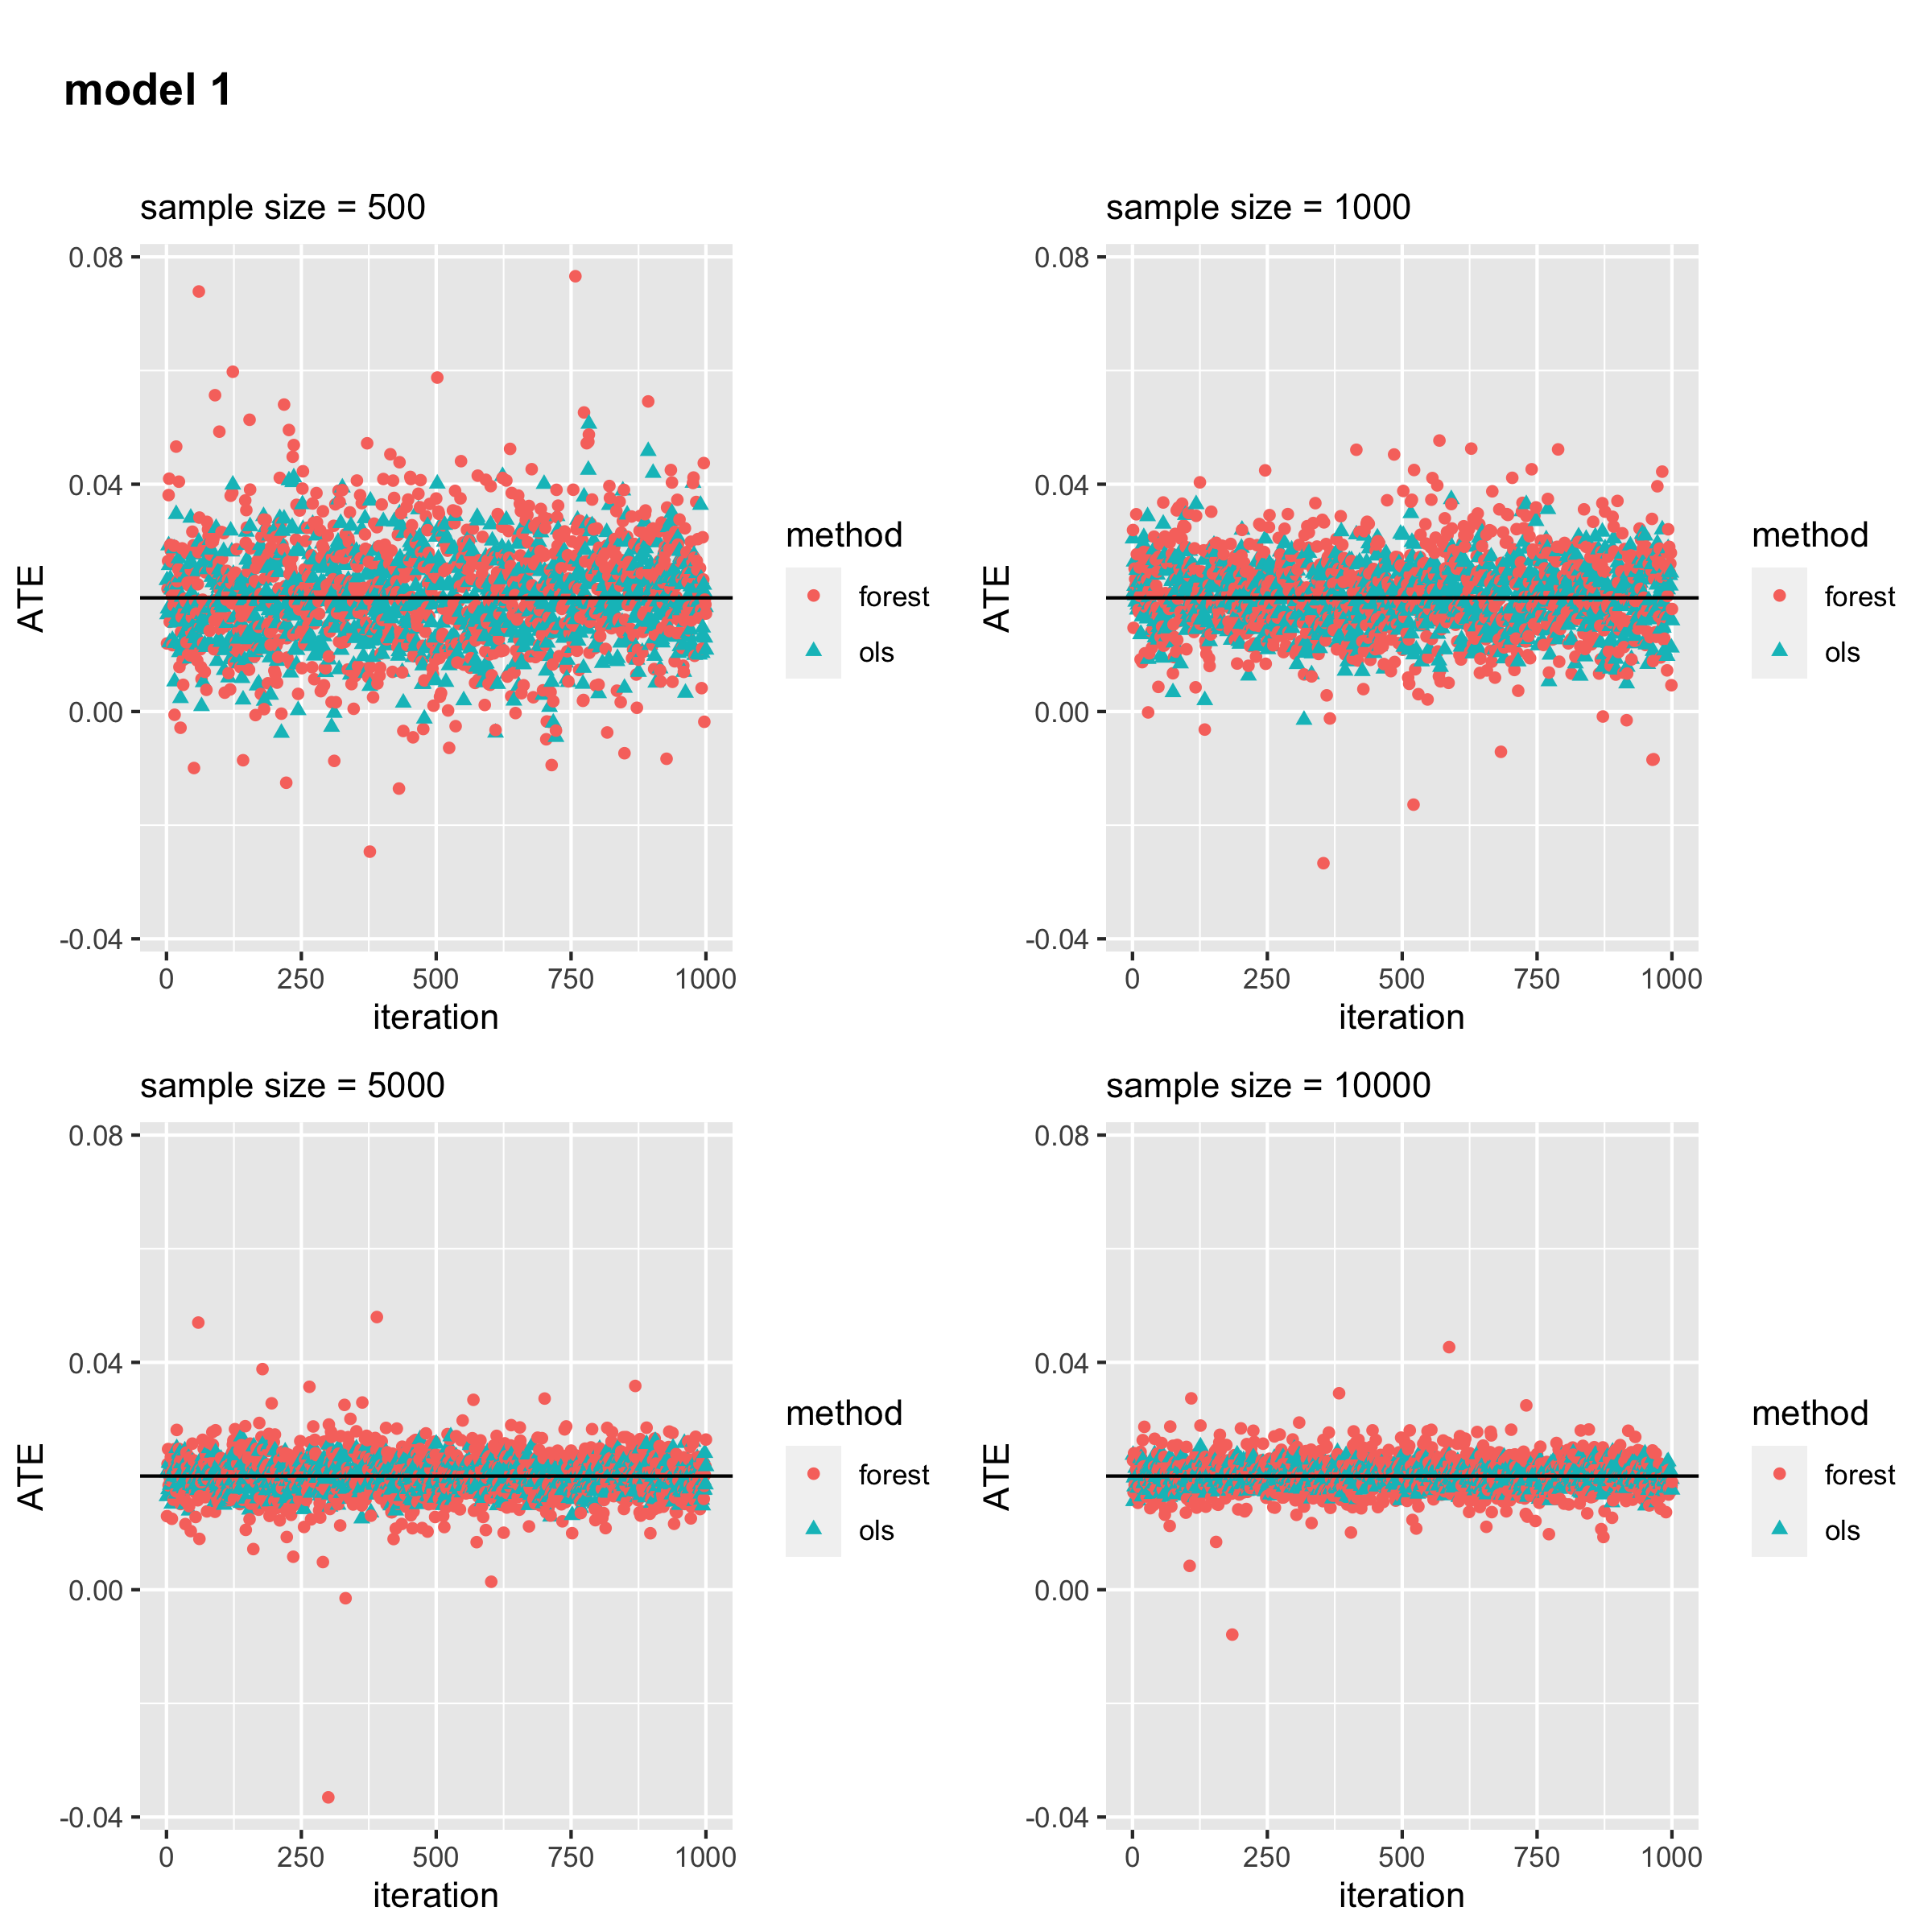 model 1
sample size = 500
0.08
0.04
0.00
-0.04
ATE
0 250 500 750 1000
iteration
method
forest
ols
sample size = 1000
0.08
0.04
0.00
-0.04
ATE
0 250 500 750 1000
iteration
method
forest
ols
sample size = 5000
0.08
0.04
0.00
-0.04
ATE
0 250 500 750 1000
iteration
method
forest
ols
sample size = 10000
0.08
0.04
0.00
-0.04
ATE
0 250 500 750 1000
iteration
method
forest
ols